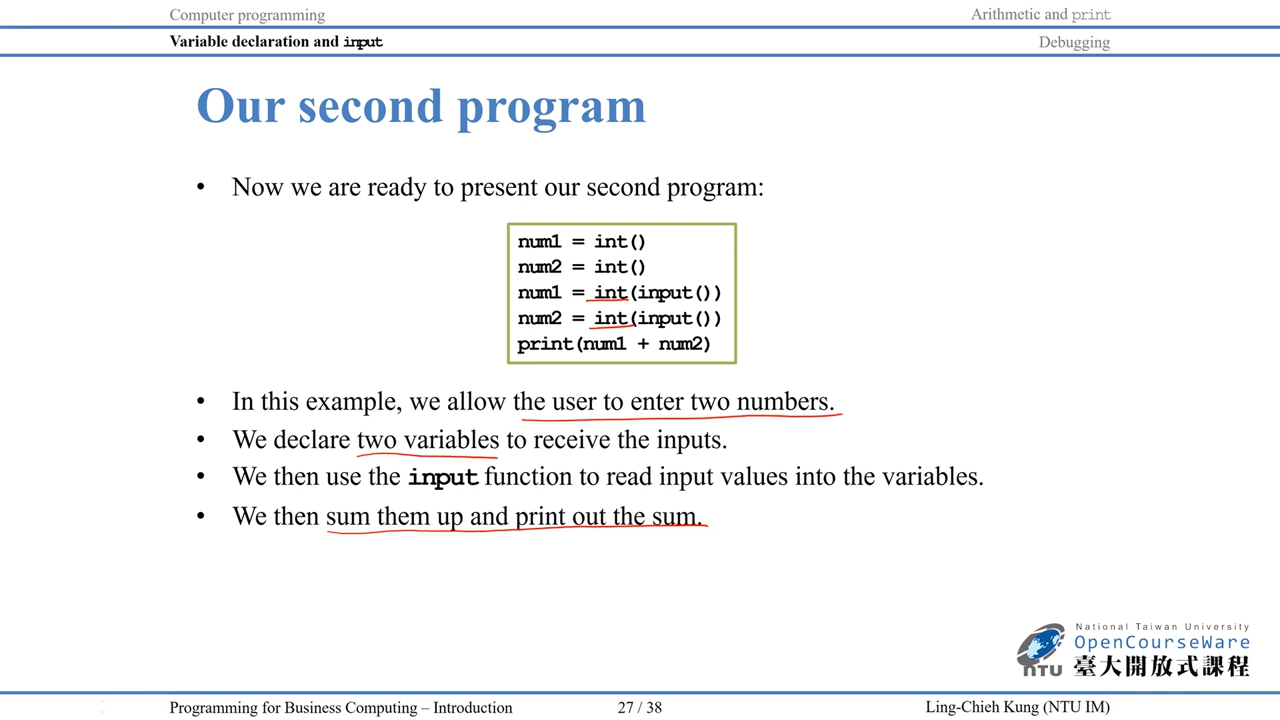 Computer programming
Arithmetic and print
Variable declaration and input
Debugging
Our second program
• Now we are ready to present our second program:
num1 = int()
num2 = int()
num1 = int(input())
num2 = int(input())
print(num1 + num2)
• In this example, we allow the user to enter two numbers.
• We declare two variables to receive the inputs.
• We then use the input function to read input values into the variables.
• We then sum them up and print out the sum.
National Taiwan University
OpenCourseWare
NTU 臺大開放式課程
Programming for Business Computing – Introduction
27 / 38
Ling-Chieh Kung (NTU IM)